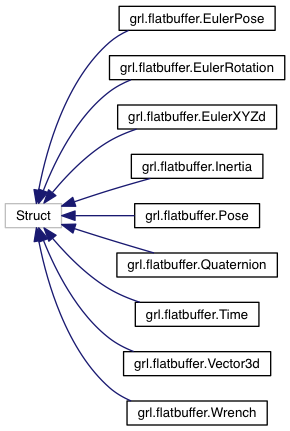 grl.flatbuffer.EulerPose
grl.flatbuffer.EulerRotation
grl.flatbuffer.EulerXYZd
grl.flatbuffer.Inertia
Struct
grl.flatbuffer.Pose
grl.flatbuffer.Quaternion
grl.flatbuffer.Time
grl.flatbuffer.Vector3d
grl.flatbuffer.Wrench